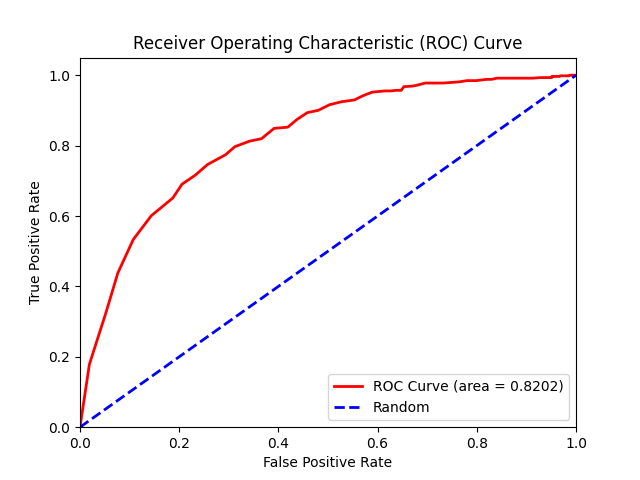 Receiver Operating Characteristic (ROC) Curve
1.0
0.8
0.6
0.4
0.2
0.0
True Positive Rate
0.0 0.2 0.4 0.6 0.8 1.0
False Positive Rate
ROC Curve (area = 0.8202)
Random